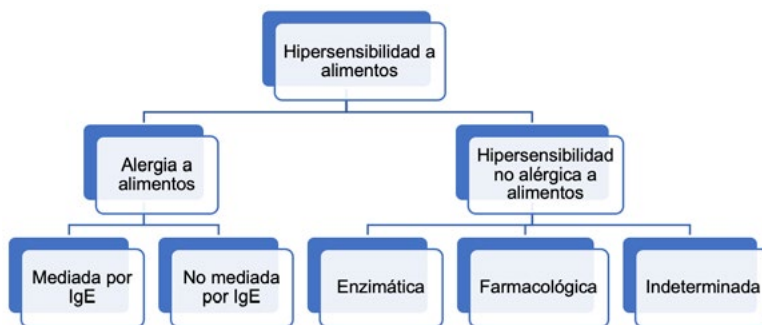 Hipersensibilidad a
alimentos
Alergia a
alimentos
Hipersensibilidad
no alérgica a
alimentos
Mediada por
IgE
No mediada
por IgE
Enzimática
Farmacológica
Indeterminada